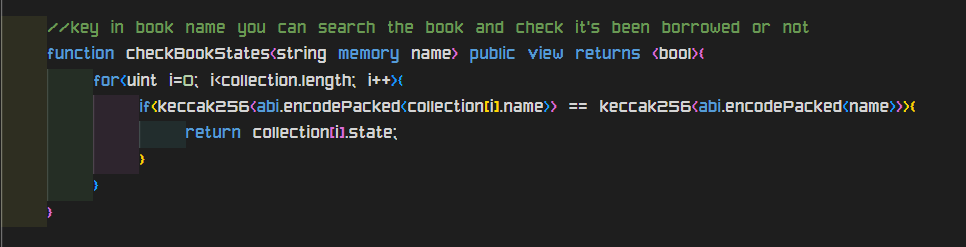 //key in book name you can search the book and check it's been borrowed or not
function checkBookStates(string memory name) public view returns (bool){
for(uint i=0; i<collection.length; i++){
if(keccak256(abi.encodePacked(collection[i].name)) == keccak256(abi.encodePacked(name))){
return collection[i].state;
}
}
}